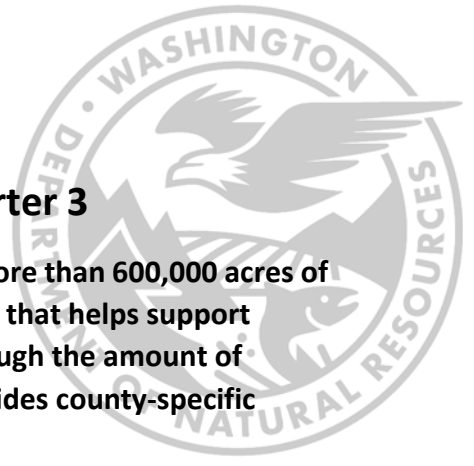 WASHINGTON
DEPARTMENT OF NATURAL RESOURCES
rter 3
ore than 600,000 acres of
that helps support
ugh the amount of
ides county-specific